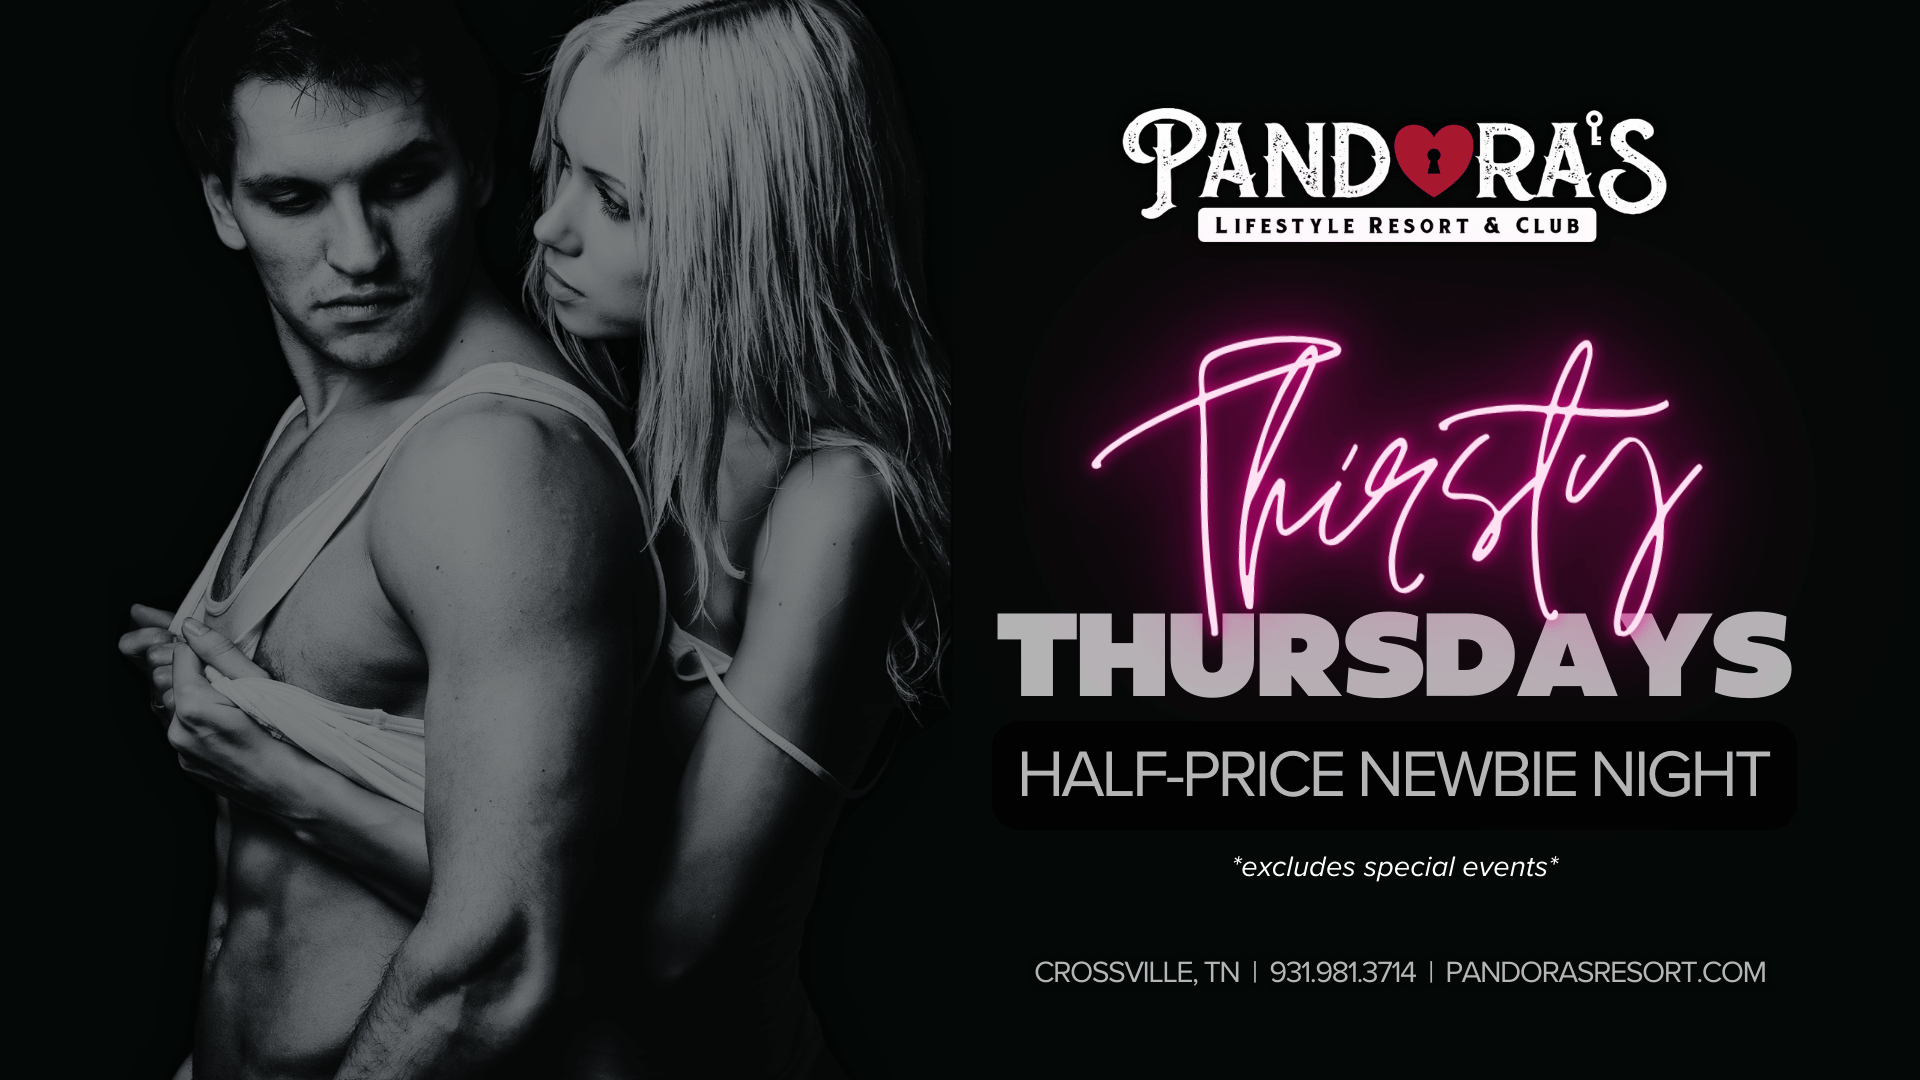 PANDORA'S
LIFESTYLE RESORT & CLUB
Thirsty
THURSDAYS
HALF-PRICE NEWBIE NIGHT
*excludes special events*
CROSSVILLE, TN | 931.981.3714 | PANDORASRESORT.COM